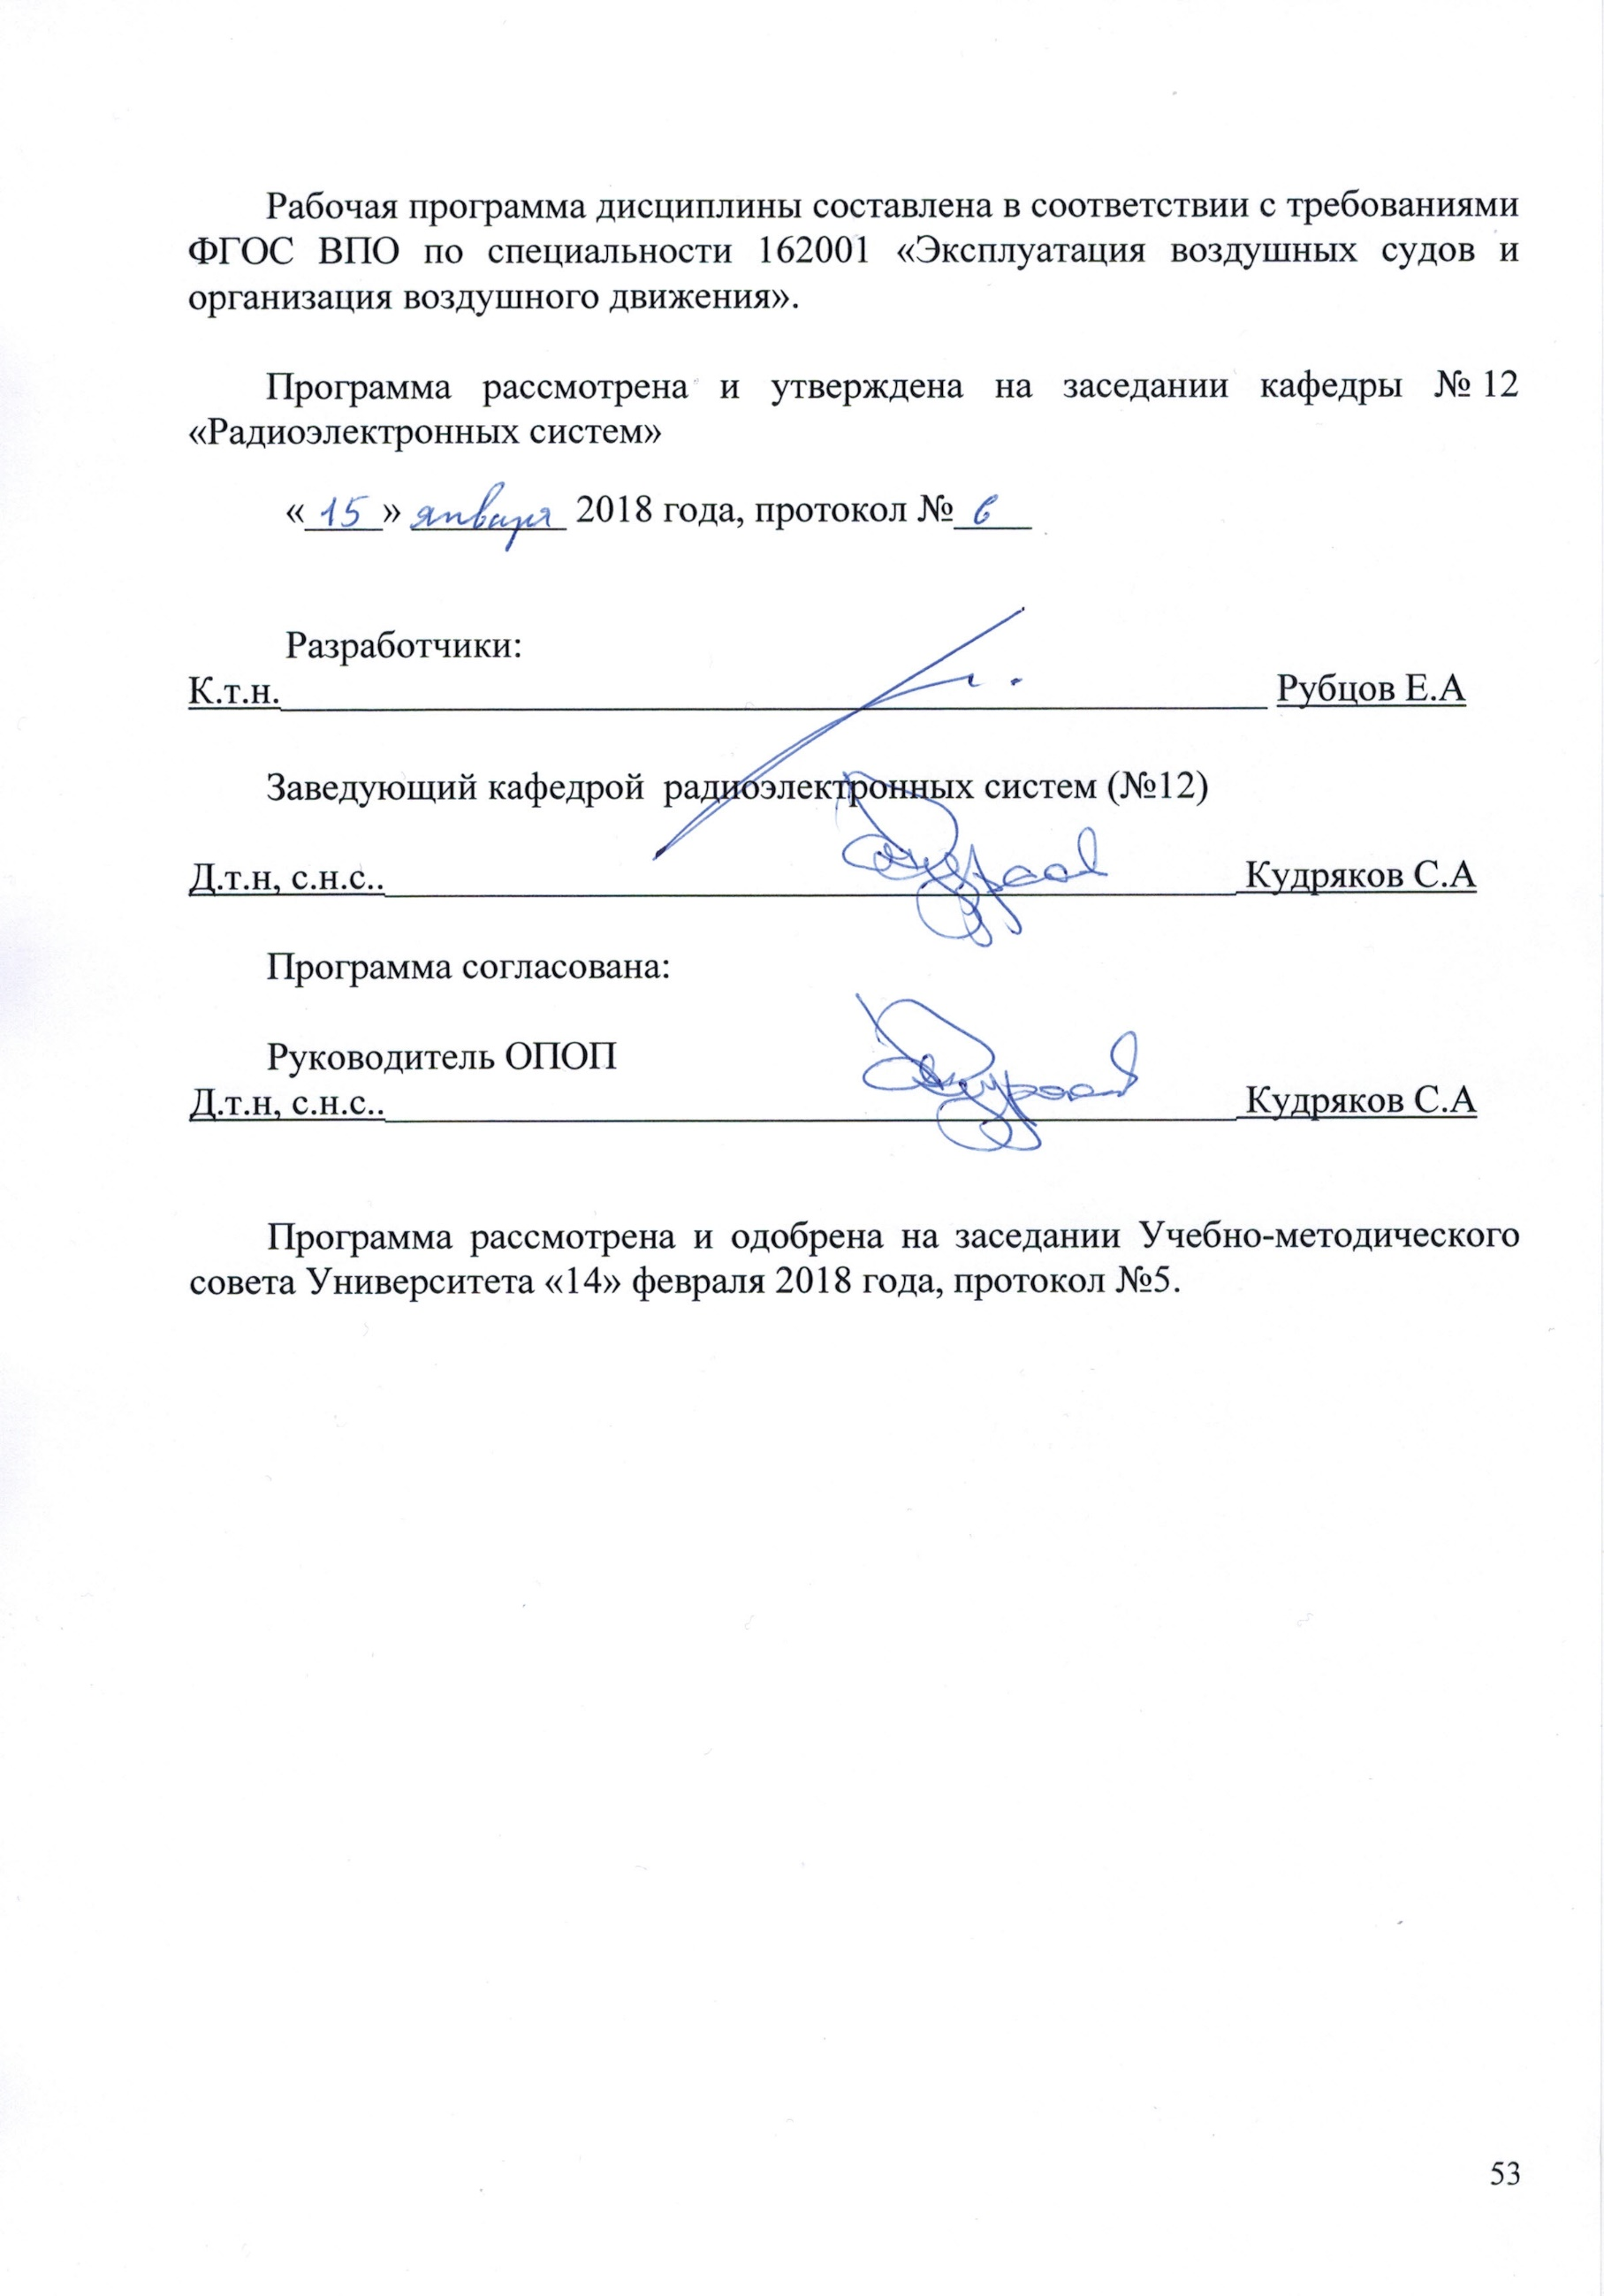 Рабочая программа дисциплины составлена в соответствии с требованиями
ФГОС ВПО по специальности 162001 «Эксплуатация воздушных судов и
организация воздушного движения».
Программа рассмотрена и утверждена на заседании кафедры № 12
«Радиоэлектронных систем»
«15» января 2018 года, протокол № 6
Разработчики:
К.т.н. Рубцов Е.А
Заведующий кафедрой радиоэлектронных систем (№12)
Д.т.н, с.н.с.. Кудряков С.А
Программа согласована:
Руководитель ОПОП
Д.т.н, с.н.с.. Кудряков С.А
Программа рассмотрена и одобрена на заседании Учебно-методического
совета Университета «14» февраля 2018 года, протокол №5.
53